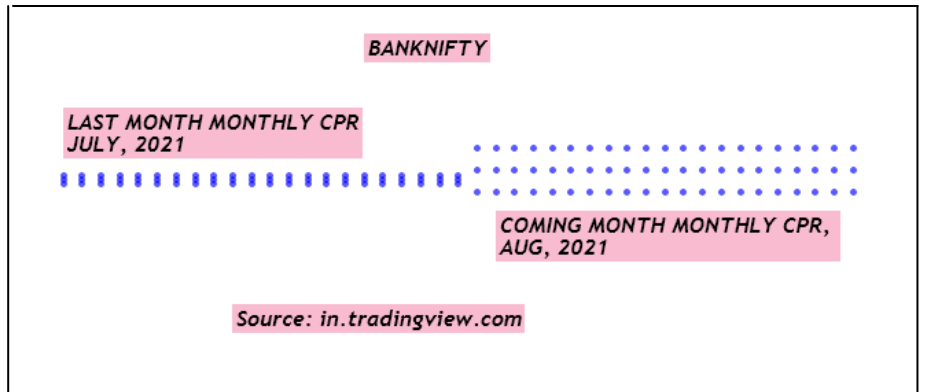 BANKNIFTY
LAST MONTH MONTHLY CPR
JULY, 2021
COMING MONTH MONTHLY CPR,
AUG, 2021
Source: in.tradingview.com